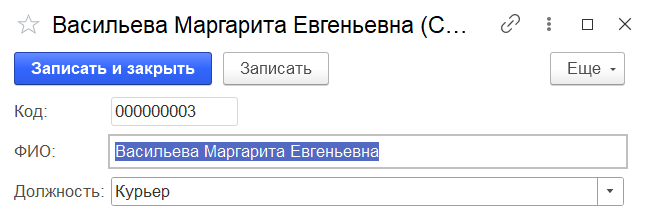 Васильева Маргарита Евгеньевна (С...
Записать и закрыть Записать Еще
Код: 000000003
ФИО: Васильева Маргарита Евгеньевна
Должность: Курьер